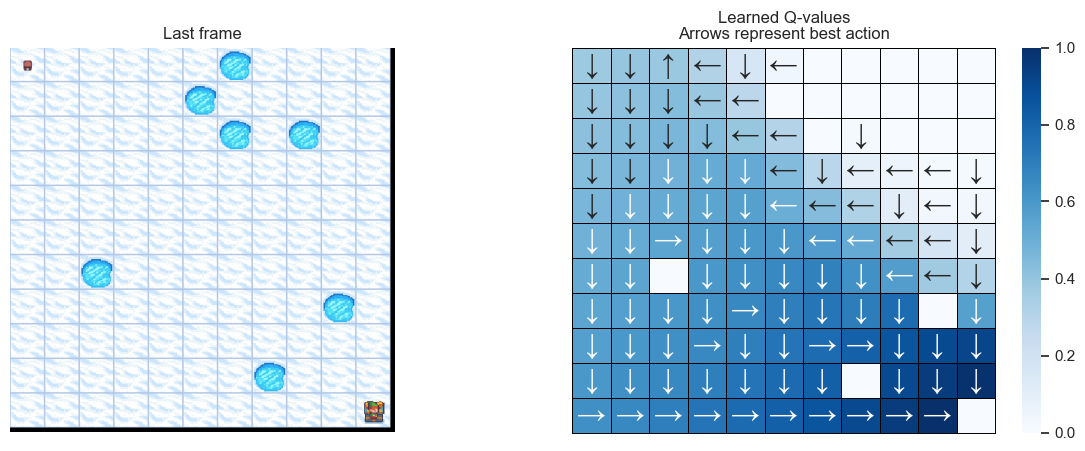 Last frame
Learned Q-values
Arrows represent best action
↓ ↓ ↑ ← ↓ ←
↓ ↓ ↓ ← ←
↓ ↓ ↓ ↓ ← ← ↓
↓ ↓ ↓ ↓ ↓ ← ↓ ← ← ← ↓
↓ ↓ ↓ ↓ ↓ ← ← ← ↓ ← ↓
↓ ↓ → ↓ ↓ ↓ ← ← ← ← ↓
↓ ↓ ↓ ↓ ↓ ↓ ↓ ← ← ↓
↓ ↓ ↓ ↓ → ↓ ↓ ↓ ↓ ↓
↓ ↓ ↓ → ↓ ↓ → → ↓ ↓ ↓
↓ ↓ ↓ ↓ ↓ ↓ ↓ ↓ ↓ ↓
→ → → → → → → → → →
1.0
0.8
0.6
0.4
0.2
0.0